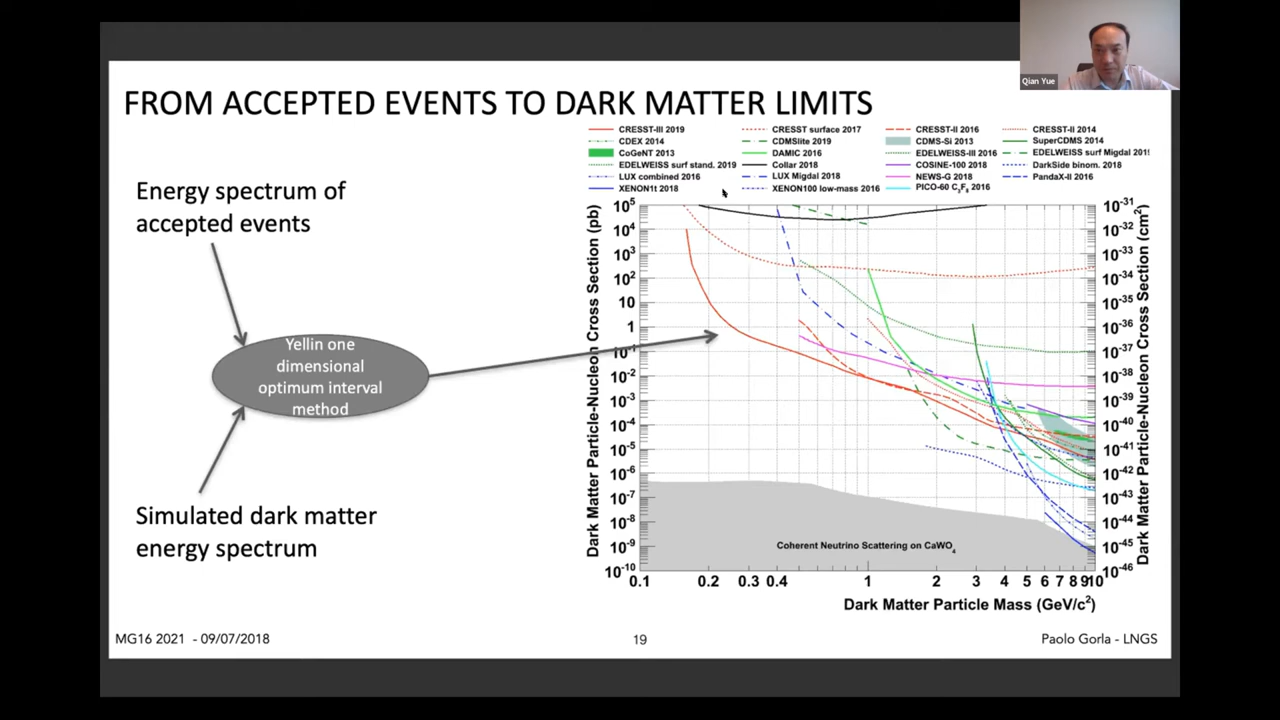 Qian Yue
FROM ACCEPTED EVENTS TO DARK MATTER LIMITS
Energy spectrum of
accepted events
Yellin one
dimensional
optimum interval
method
Simulated dark matter
energy spectrum
CRESST-III 2019 CRESST surface 2017 CRESST-II 2016 CRESST-II 2014
CDEX 2014 CDMSlite 2019 CDMS-Si 2013 SuperCDMS 2014
CoGeNT 2013 DAMIC 2016 EDELWEISS-III 2016 EDELWEISS surf Migdal 201
EDELWEISS surf stand. 2019 Collar 2018 COSINE-100 2018 DarkSide binom. 2018
LUX combined 2016 LUX Migdal 2018 NEWS-G 2018 PandaX-II 2016
XENON1t 2018 XENON100 low-mass 2016 PICO-60 C₃F₈ 2016
Dark Matter Particle-Nucleon Cross Section (pb)
10⁵
10⁴
10³
10²
10
1
10⁻¹
10⁻²
10⁻³
10⁻⁴
10⁻⁵
10⁻⁶
10⁻⁷
10⁻⁸
10⁻⁹
10⁻¹⁰
10⁻³¹
10⁻³²
10⁻³³
10⁻³⁴
10⁻³⁵
10⁻³⁶
10⁻³⁷
10⁻³⁸
10⁻³⁹
10⁻⁴⁰
10⁻⁴¹
10⁻⁴²
10⁻⁴³
10⁻⁴⁴
10⁻⁴⁵
10⁻⁴⁶
Dark Matter Particle-Nucleon Cross Section (cm²)
Coherent Neutrino Scattering on CaWO₄
0.1 0.2 0.3 0.4 1 2 3 4 5 6 7 8 9 10
Dark Matter Particle Mass (GeV/c²)
MG16 2021 - 09/07/2018
19
Paolo Gorla - LNGS